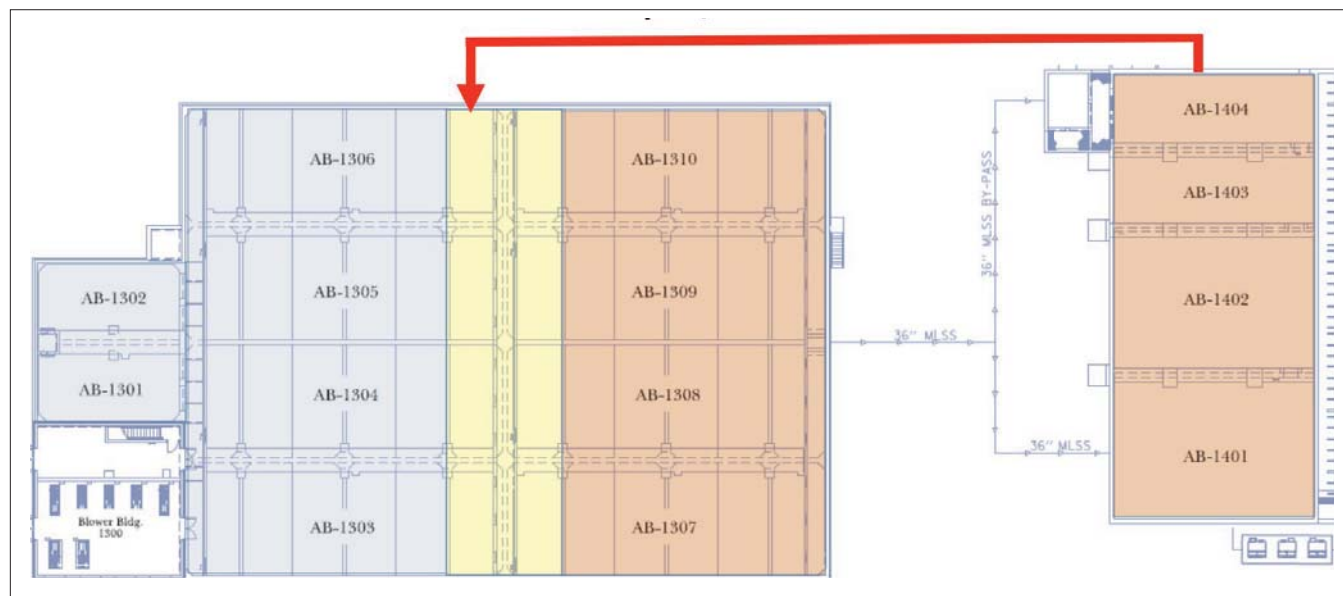 AB-1404
AB-1306
AB-1310
AB-1403
36" MLSS BY-PASS
AB-1302
AB-1305
AB-1309
AB-1402
36" MLSS
AB-1301
AB-1304
AB-1308
36" MLSS
AB-1401
Blower Bldg.
1300
AB-1303
AB-1307